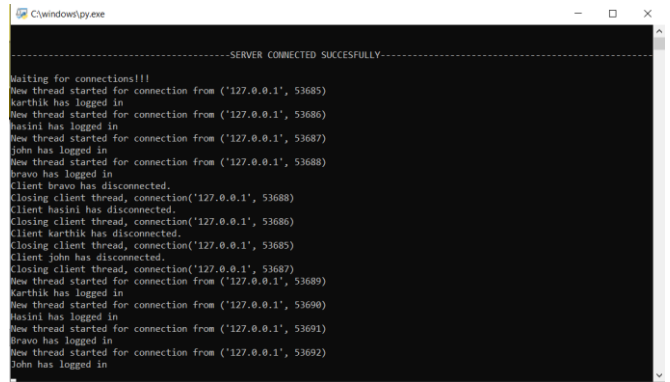 C:\windows\py.exe
----------------------------------------SERVER CONNECTED SUCCESFULLY--------------------------------------------------
Waiting for connections!!!
New thread started for connection from ('127.0.0.1', 53685)
karthik has logged in
New thread started for connection from ('127.0.0.1', 53686)
hasini has logged in
New thread started for connection from ('127.0.0.1', 53687)
john has logged in
New thread started for connection from ('127.0.0.1', 53688)
bravo has logged in
Client bravo has disconnected.
Closing client thread, connection('127.0.0.1', 53688)
Client hasini has disconnected.
Closing client thread, connection('127.0.0.1', 53686)
Client karthik has disconnected.
Closing client thread, connection('127.0.0.1', 53685)
Client john has disconnected.
Closing client thread, connection('127.0.0.1', 53687)
New thread started for connection from ('127.0.0.1', 53689)
Karthik has logged in
New thread started for connection from ('127.0.0.1', 53690)
Hasini has logged in
New thread started for connection from ('127.0.0.1', 53691)
Bravo has logged in
New thread started for connection from ('127.0.0.1', 53692)
John has logged in